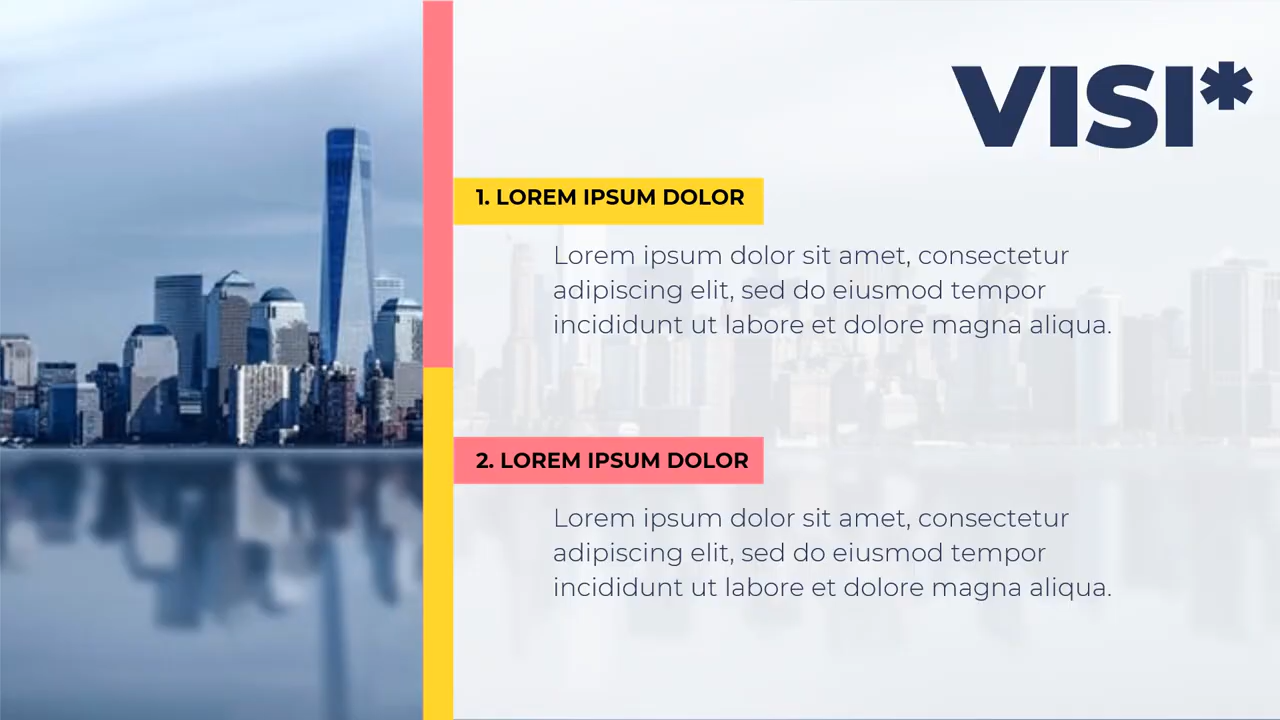 VISI*
1. LOREM IPSUM DOLOR
Lorem ipsum dolor sit amet, consectetur
adipiscing elit, sed do eiusmod tempor
incididunt ut labore et dolore magna aliqua.
2. LOREM IPSUM DOLOR
Lorem ipsum dolor sit amet, consectetur
adipiscing elit, sed do eiusmod tempor
incididunt ut labore et dolore magna aliqua.